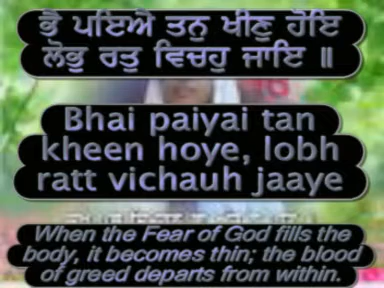 ਭੈ ਪਇਐ ਤਨੁ ਖੀਣੁ ਹੋਇ
ਲੋਭੁ ਰਤੁ ਵਿਚਹੁ ਜਾਇ ॥
Bhai paiyai tan
kheen hoye, lobh
ratt vichauh jaaye
When the Fear of God fills the
body, it becomes thin; the blood
of greed departs from within.